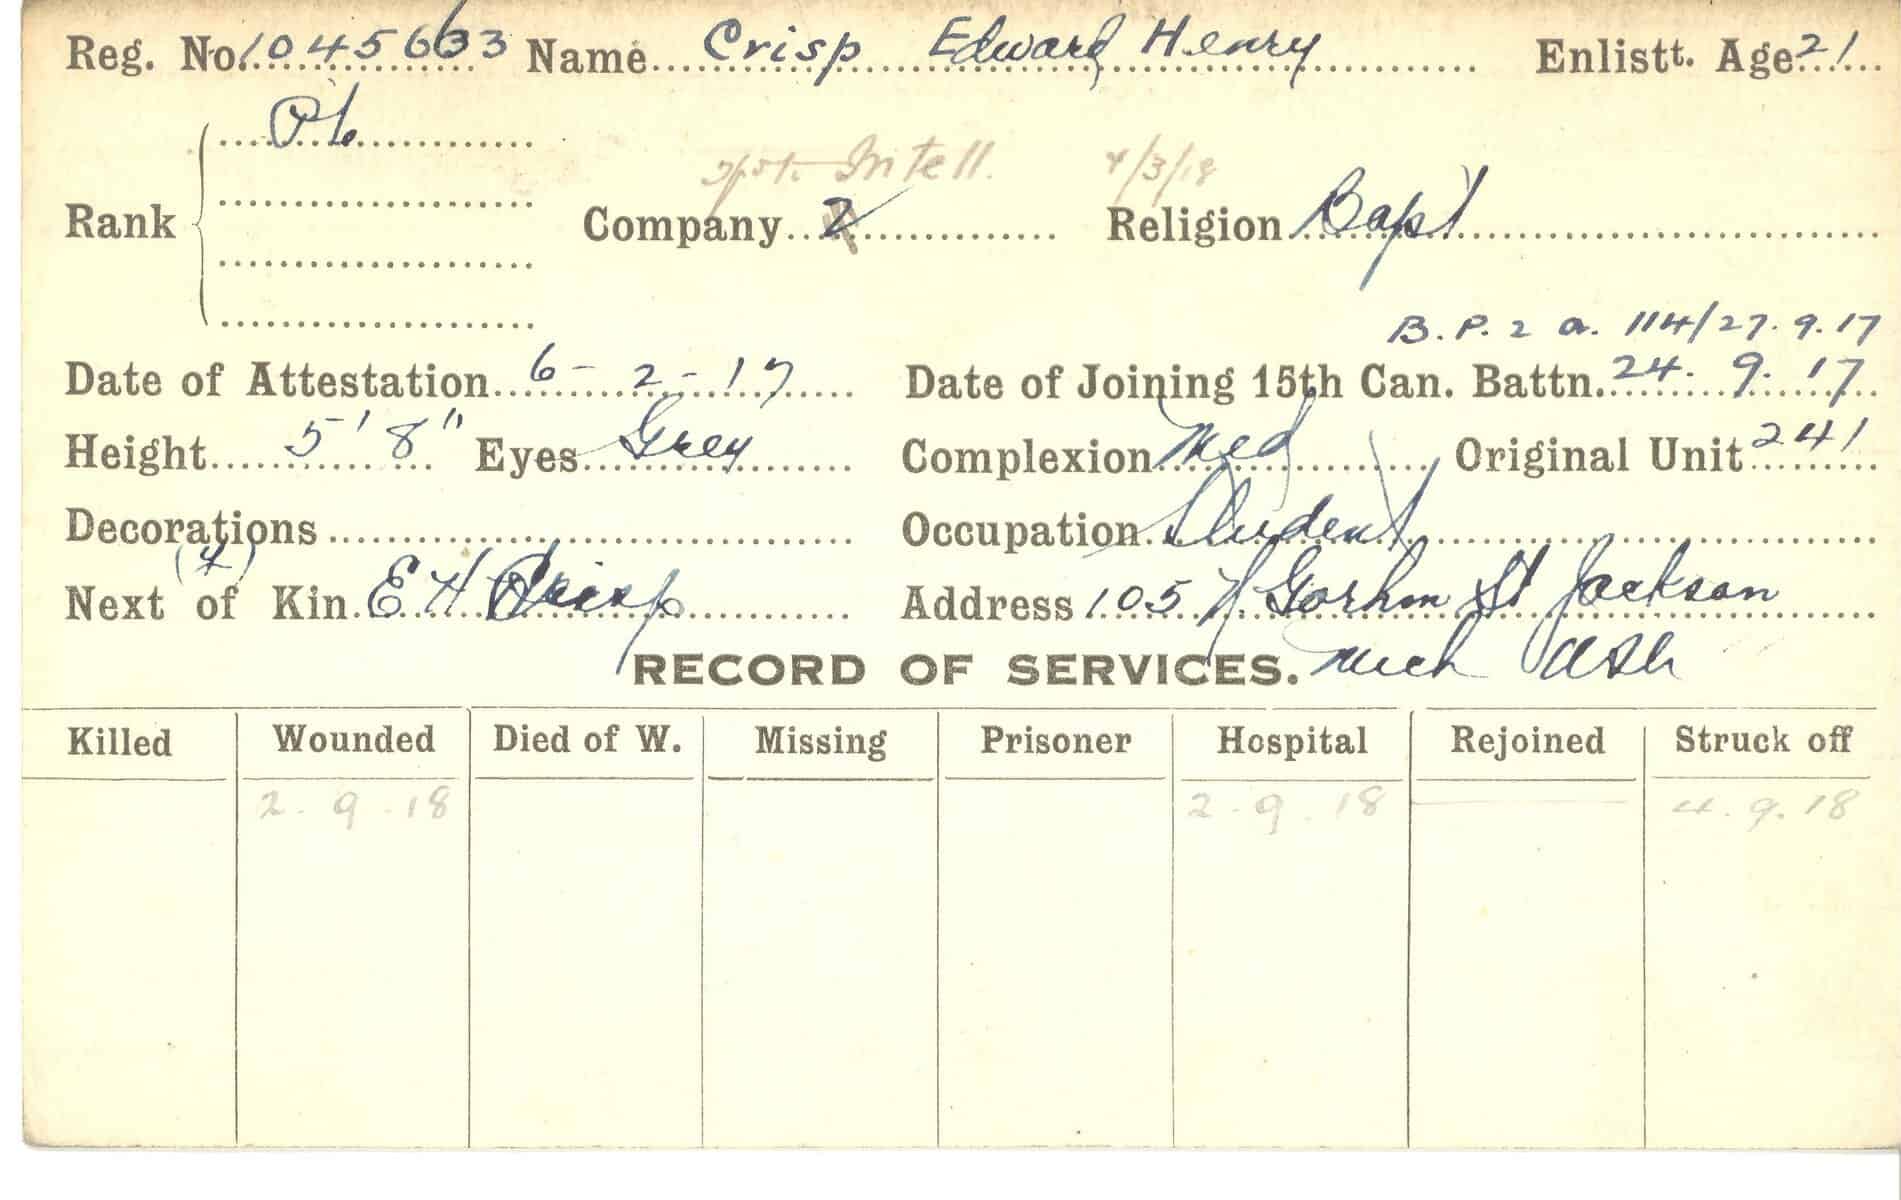 Reg. No. 1045663 Name Crisp Edward Henry Enlistt. Age 21
Pte
Intell. 4/3/18
Rank Company 2 Religion Bapt
B.P. 2 a. 114/27.9.17
Date of Attestation 6-2-17 Date of Joining 15th Can. Battn. 24.9.17
Height 5'8" Eyes Grey Complexion Med Original Unit 241
Decorations Occupation Student
(f)
Next of Kin E H Crisp Address 105 N. Gorhm St Jackson
RECORD OF SERVICES. Mich USA
Killed Wounded Died of W. Missing Prisoner Hospital Rejoined Struck off
2.9.18 2.9.18 4.9.18